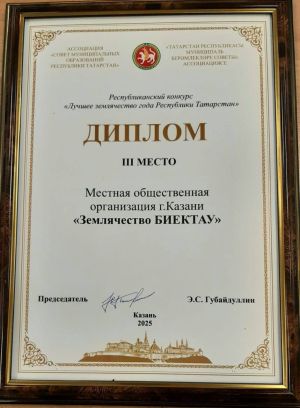 АССОЦИАЦИЯ
«СОВЕТ МУНИЦИПАЛЬНЫХ
ОБРАЗОВАНИЙ
РЕСПУБЛИКИ ТАТАРСТАН»
«ТАТАРСТАН РЕСПУБЛИКАСЫ
МУНИЦИПАЛЬ
БЕРӘМЛЕКЛӘРЕ СОВЕТЫ»
АССОЦИАЦИЯСЕ
Республиканский конкурс
«Лучшее землячество года Республики Татарстан»
ДИПЛОМ
III МЕСТО
Местная общественная
организация г.Казани
«Землячество БИЕКТАУ»
Председатель
Э.С. Губайдуллин
Казань
2025